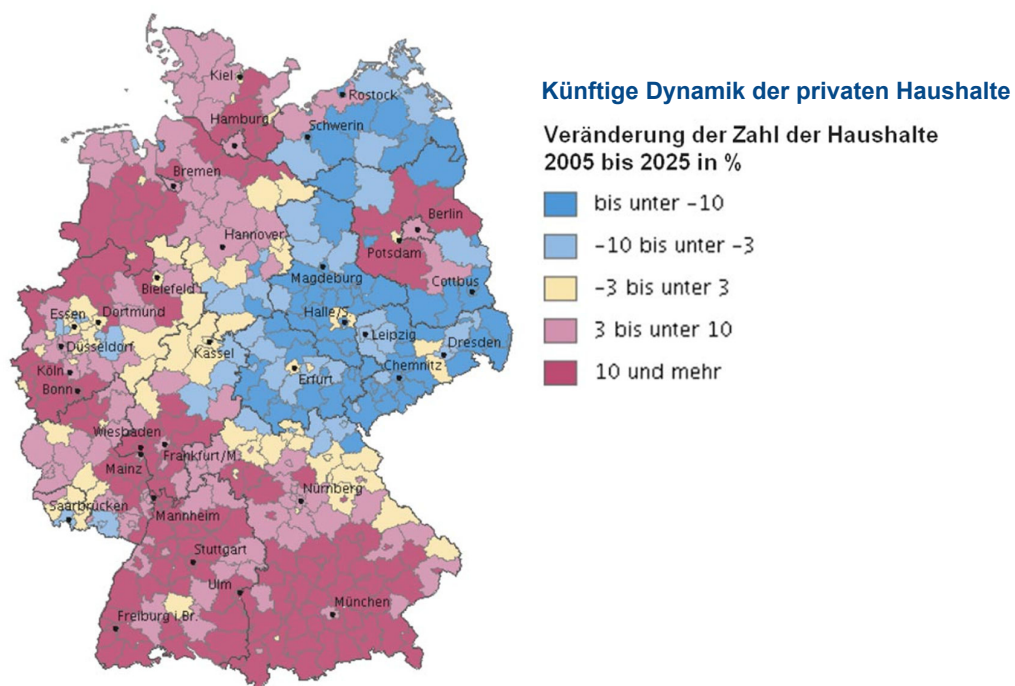 Künftige Dynamik der privaten Haushalte
Veränderung der Zahl der Haushalte
2005 bis 2025 in %
bis unter –10
–10 bis unter –3
–3 bis unter 3
3 bis unter 10
10 und mehr
Kiel
Rostock
Hamburg
Schwerin
Bremen
Berlin
Hannover
Potsdam
Magdeburg
Bielefeld
Cottbus
Essen
Dortmund
Halle/S.
Leipzig
Düsseldorf
Kassel
Dresden
Köln
Erfurt
Chemnitz
Bonn
Wiesbaden
Frankfurt/M.
Mainz
Nürnberg
Saarbrücken
Mannheim
Stuttgart
Ulm
München
Freiburg i.Br.